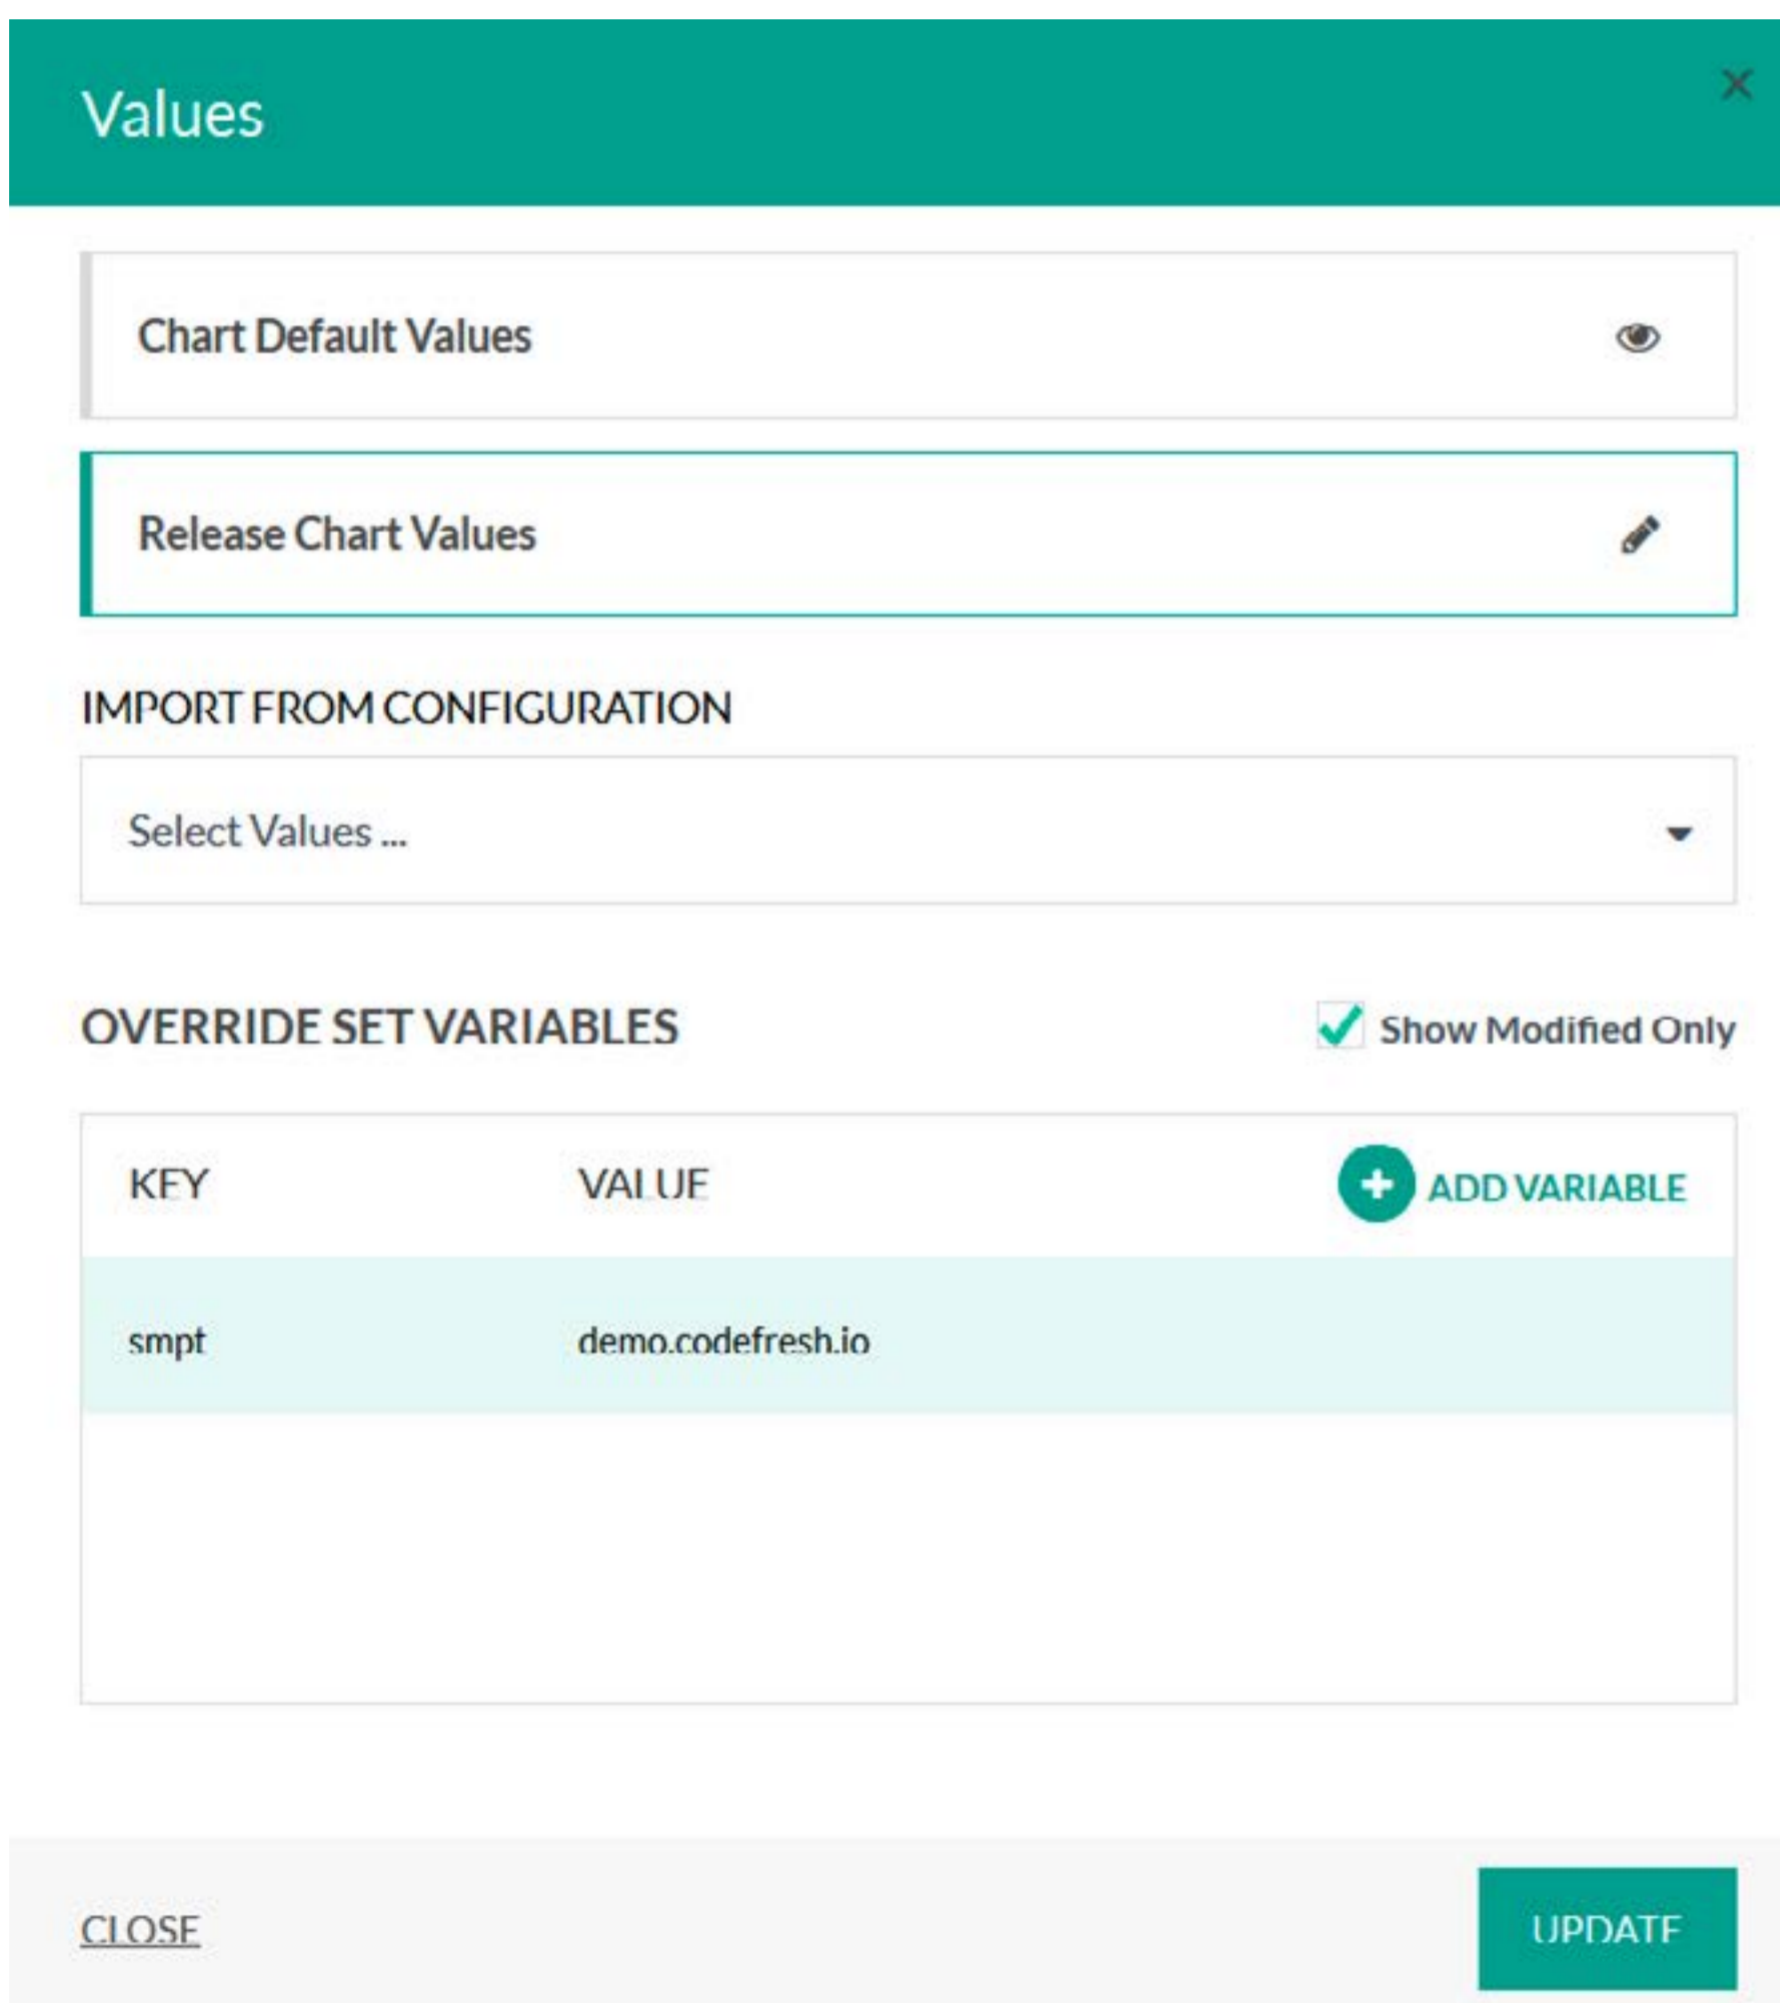 Values
Chart Default Values
Release Chart Values
IMPORT FROM CONFIGURATION
Select Values ...
OVERRIDE SET VARIABLES
Show Modified Only
KEY VALUE ADD VARIABLE
smpt demo.codefresh.io
CLOSE UPDATE